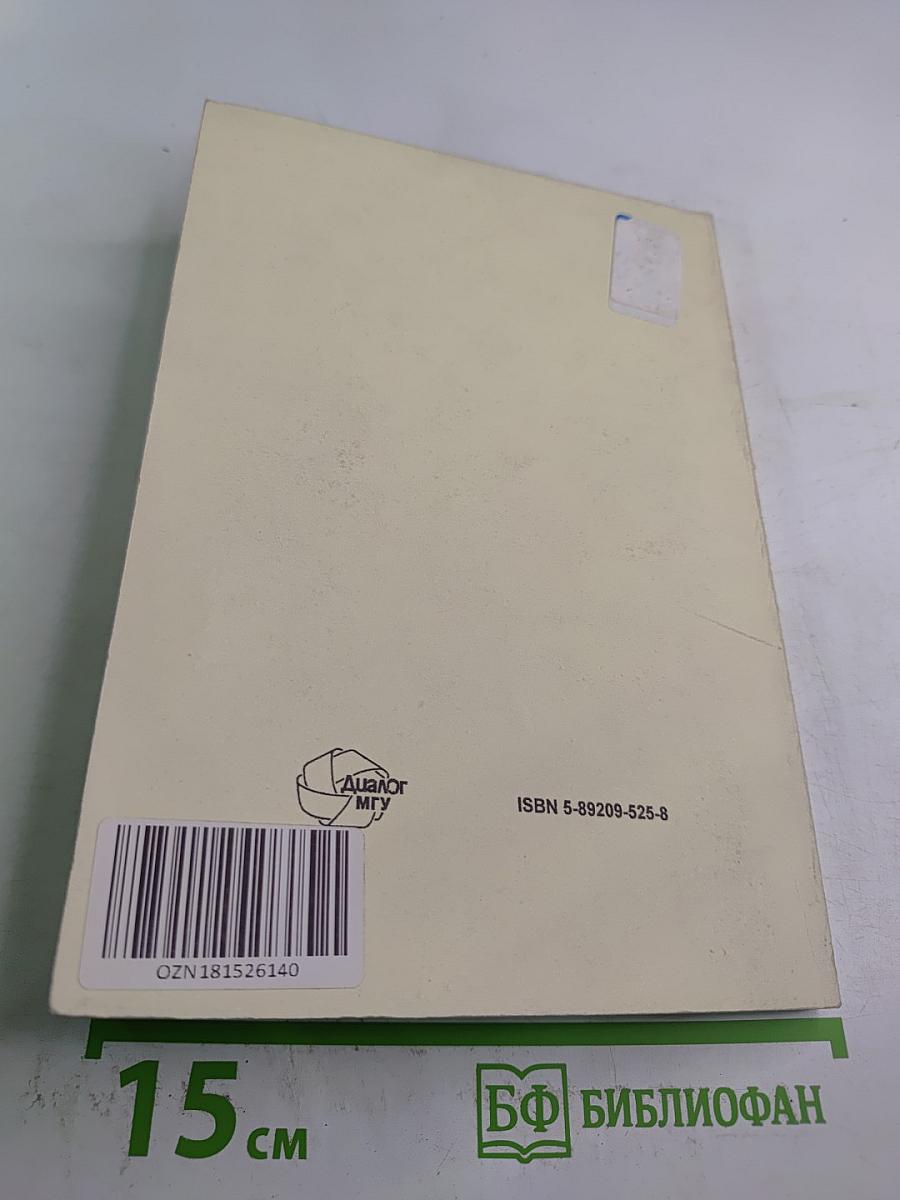 Диалог
МГУ
ISBN 5-89209-525-8
OZN181526140
15 см
БФ БИБЛИОФАН